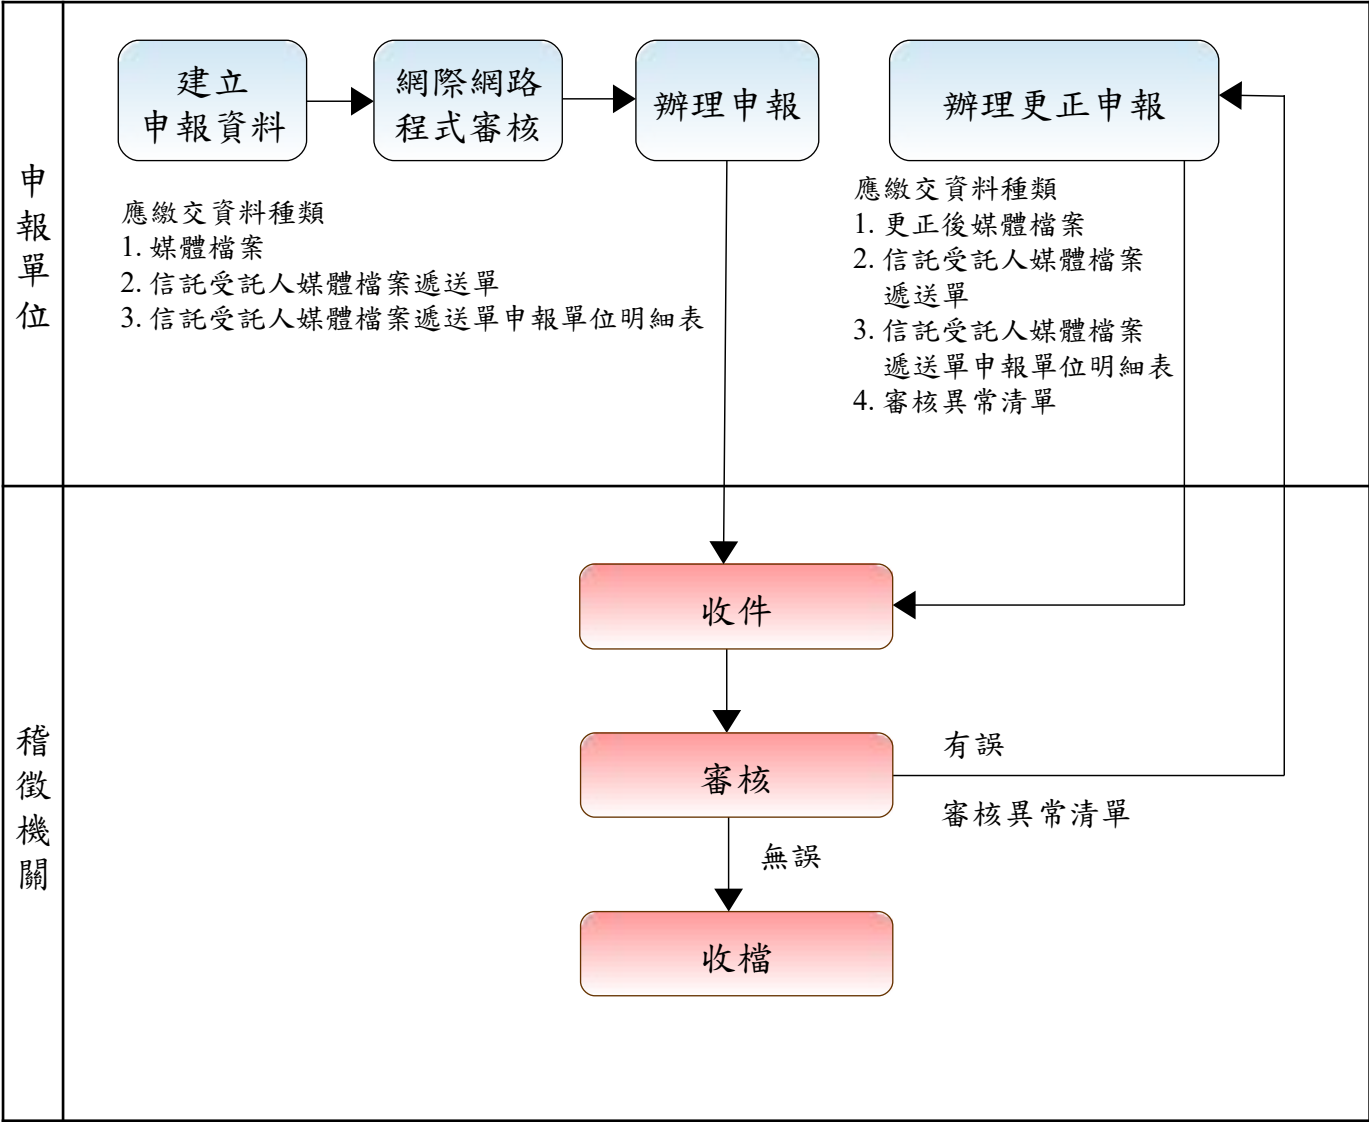 申報單位
建立
申報資料
網際網路
程式審核
辦理申報
辦理更正申報
應繳交資料種類
1. 媒體檔案
2. 信託受託人媒體檔案遞送單
3. 信託受託人媒體檔案遞送單申報單位明細表
應繳交資料種類
1. 更正後媒體檔案
2. 信託受託人媒體檔案
遞送單
3. 信託受託人媒體檔案
遞送單申報單位明細表
4. 審核異常清單
稽徵機關
收件
審核
有誤
審核異常清單
無誤
收檔